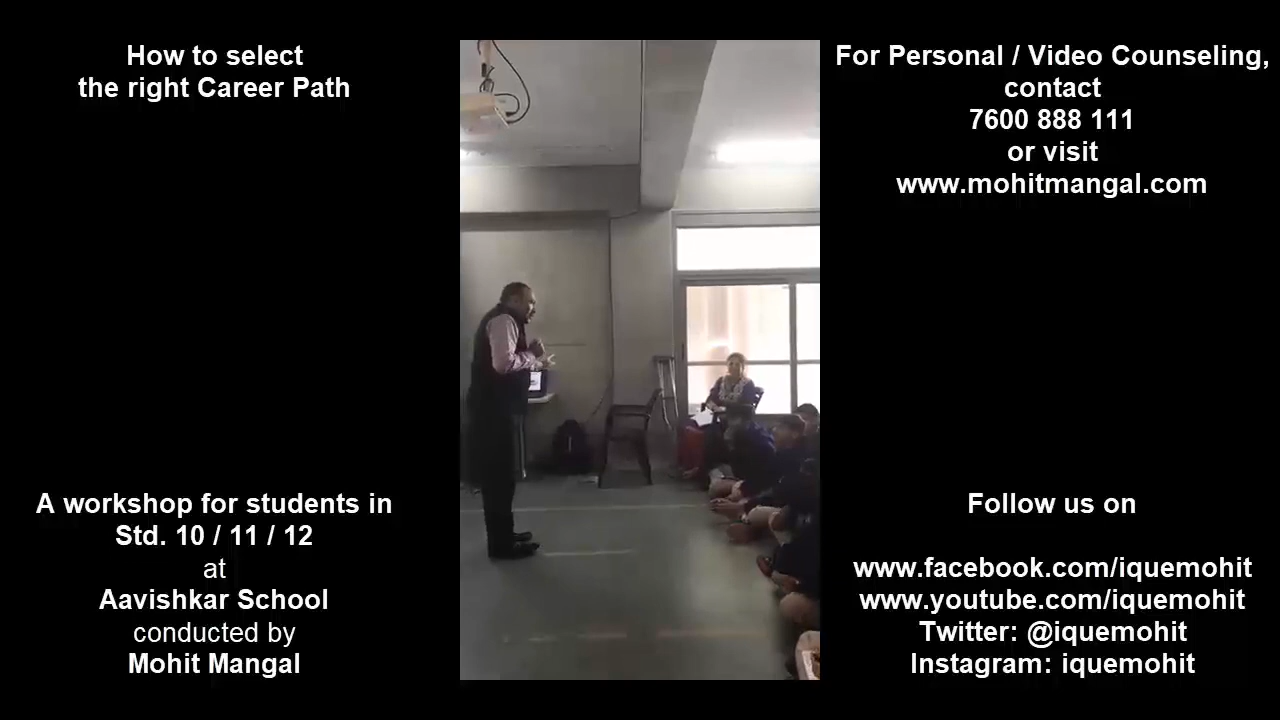 How to select
the right Career Path
A workshop for students in
Std. 10 / 11 / 12
at
Aavishkar School
conducted by
Mohit Mangal
For Personal / Video Counseling,
contact
7600 888 111
or visit
www.mohitmangal.com
Follow us on
www.facebook.com/iquemohit
www.youtube.com/iquemohit
Twitter: @iquemohit
Instagram: iquemohit